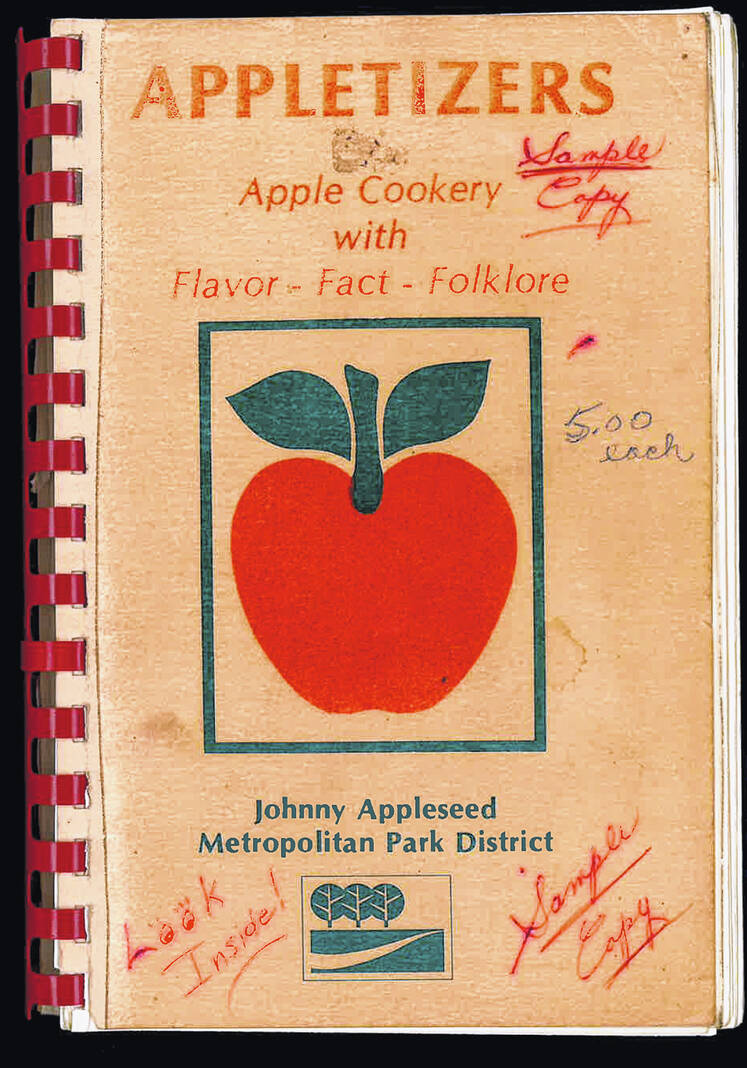 APPLETIZERS
Sample
Copy
Apple Cookery
with
Flavor - Fact - Folklore
5.00
each
Johnny Appleseed
Metropolitan Park District
Look
Inside!
Sample
Copy